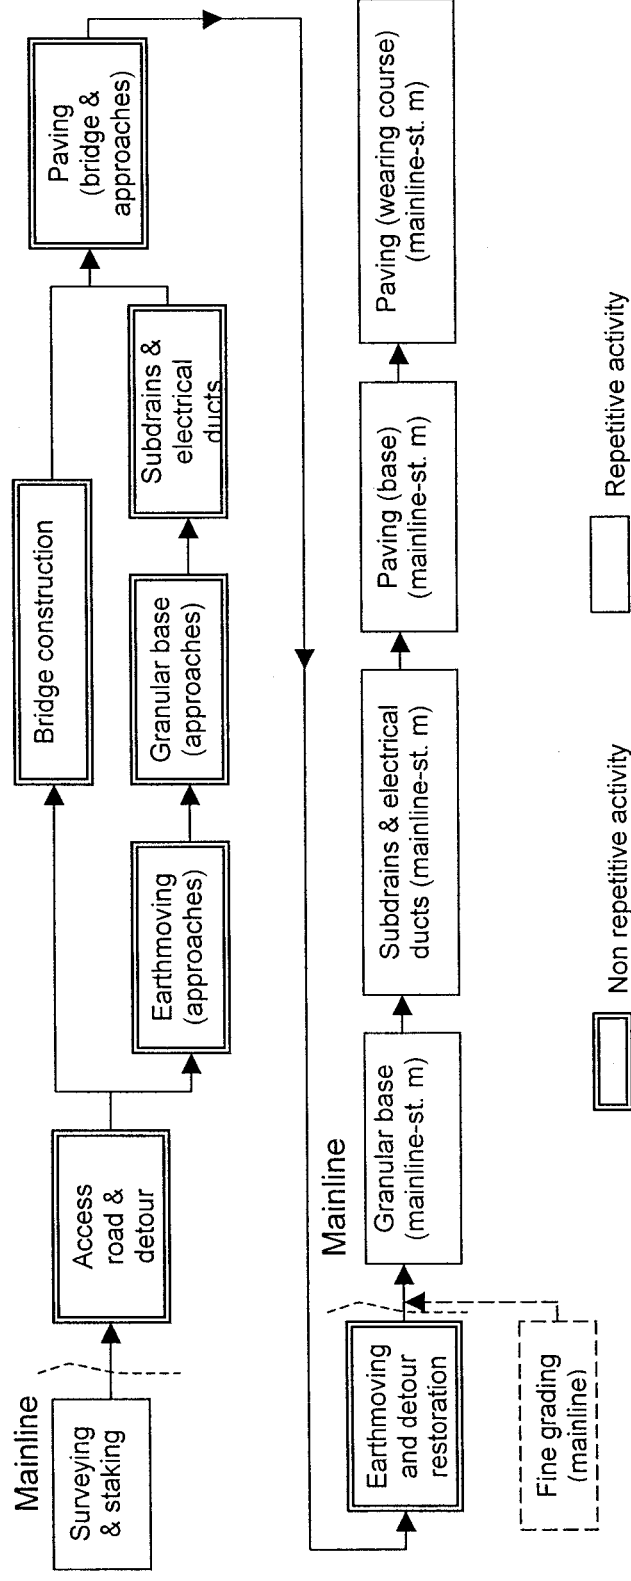 Mainline
Surveying
& staking
Access
road &
detour
Bridge construction
Earthmoving
(approaches)
Granular base
(approaches)
Subdrains &
electrical
ducts
Paving
(bridge &
approaches)
Earthmoving
and detour
restoration
Fine grading
(mainline)
Mainline
Granular base
(mainline-st. m)
Subdrains & electrical
ducts (mainline-st. m)
Paving (base)
(mainline-st. m)
Paving (wearing course)
(mainline-st. m)
Non repetitive activity
Repetitive activity